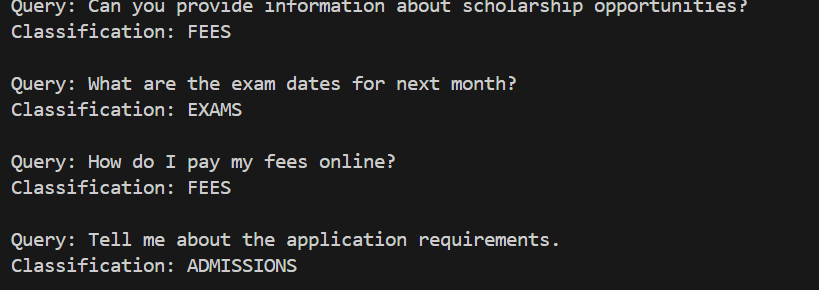 Query: Can you provide information about scholarship opportunities?
Classification: FEES
Query: What are the exam dates for next month?
Classification: EXAMS
Query: How do I pay my fees online?
Classification: FEES
Query: Tell me about the application requirements.
Classification: ADMISSIONS